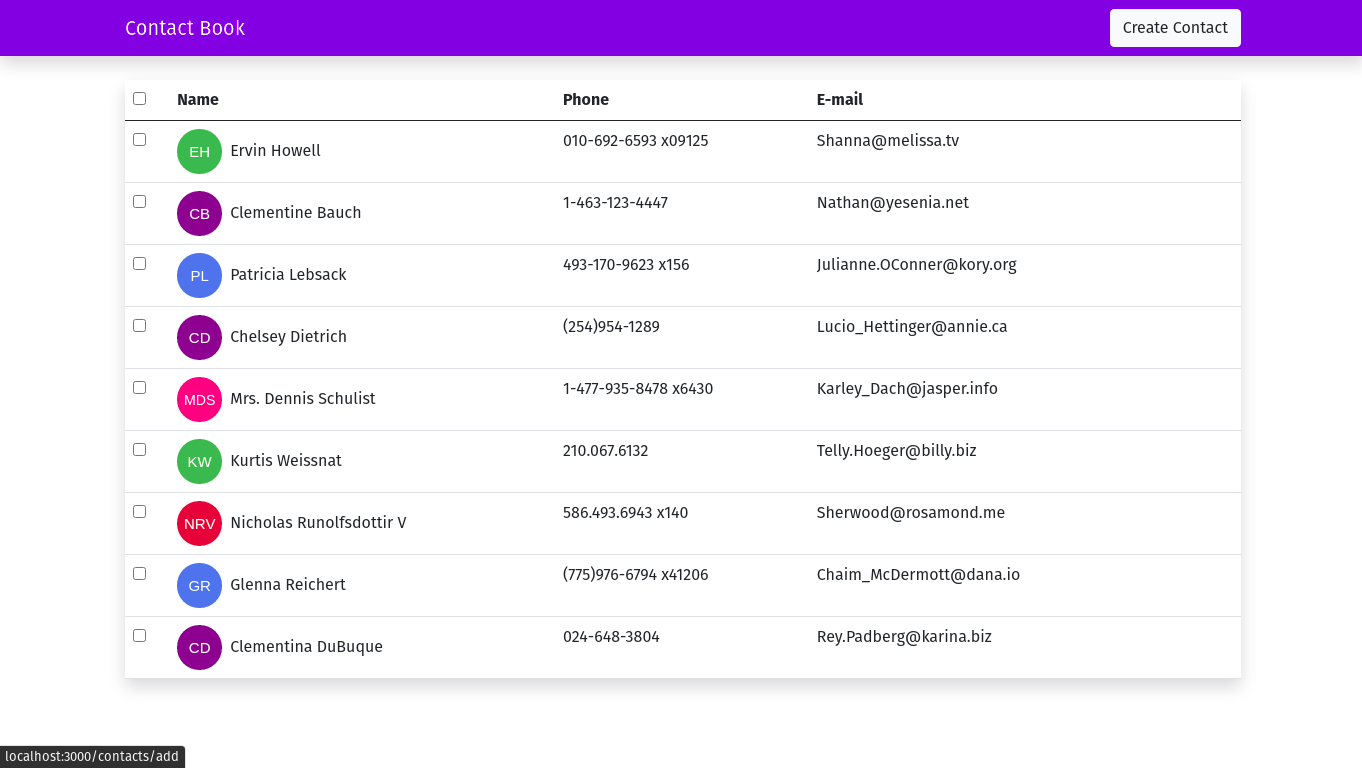 Contact Book Create Contact
Name Phone E-mail
EH Ervin Howell 010-692-6593 x09125 Shanna@melissa.tv
CB Clementine Bauch 1-463-123-4447 Nathan@yesenia.net
PL Patricia Lebsack 493-170-9623 x156 Julianne.OConner@kory.org
CD Chelsey Dietrich (254)954-1289 Lucio_Hettinger@annie.ca
MDS Mrs. Dennis Schulist 1-477-935-8478 x6430 Karley_Dach@jasper.info
KW Kurtis Weissnat 210.067.6132 Telly.Hoeger@billy.biz
NRV Nicholas Runolfsdottir V 586.493.6943 x140 Sherwood@rosamond.me
GR Glenna Reichert (775)976-6794 x41206 Chaim_McDermott@dana.io
CD Clementina DuBuque 024-648-3804 Rey.Padberg@karina.biz
localhost:3000/contacts/add